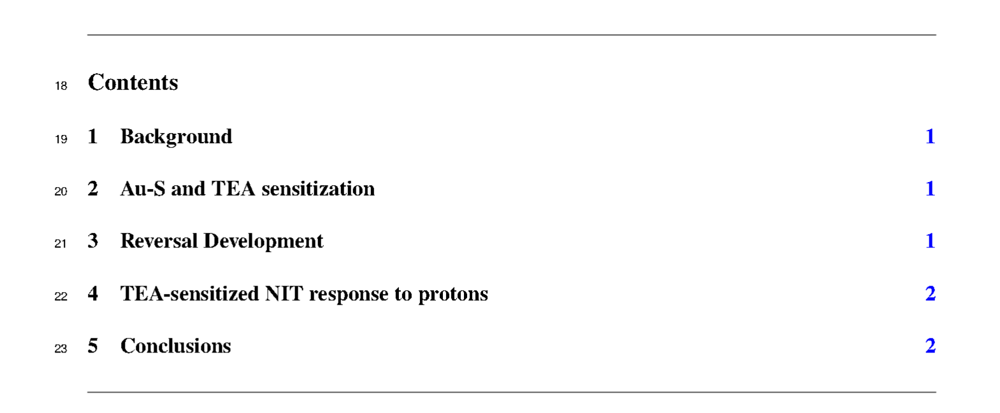 18 Contents
19 1 Background 1
20 2 Au-S and TEA sensitization 1
21 3 Reversal Development 1
22 4 TEA-sensitized NIT response to protons 2
23 5 Conclusions 2